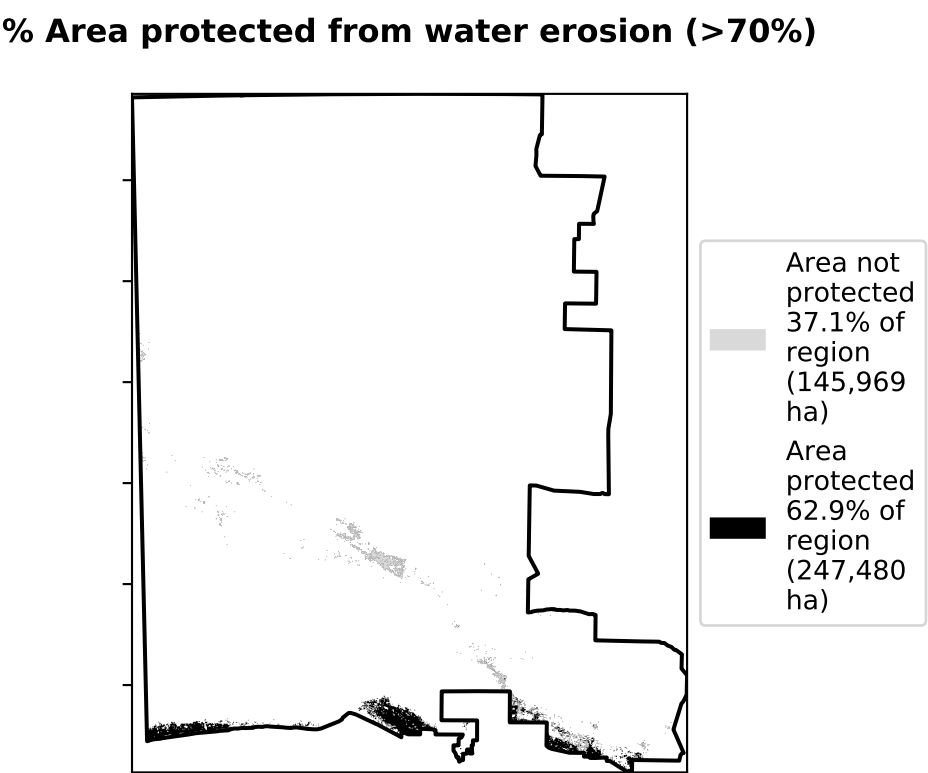 % Area protected from water erosion (>70%)
Area not
protected
37.1% of
region
(145,969
ha)
Area
protected
62.9% of
region
(247,480
ha)